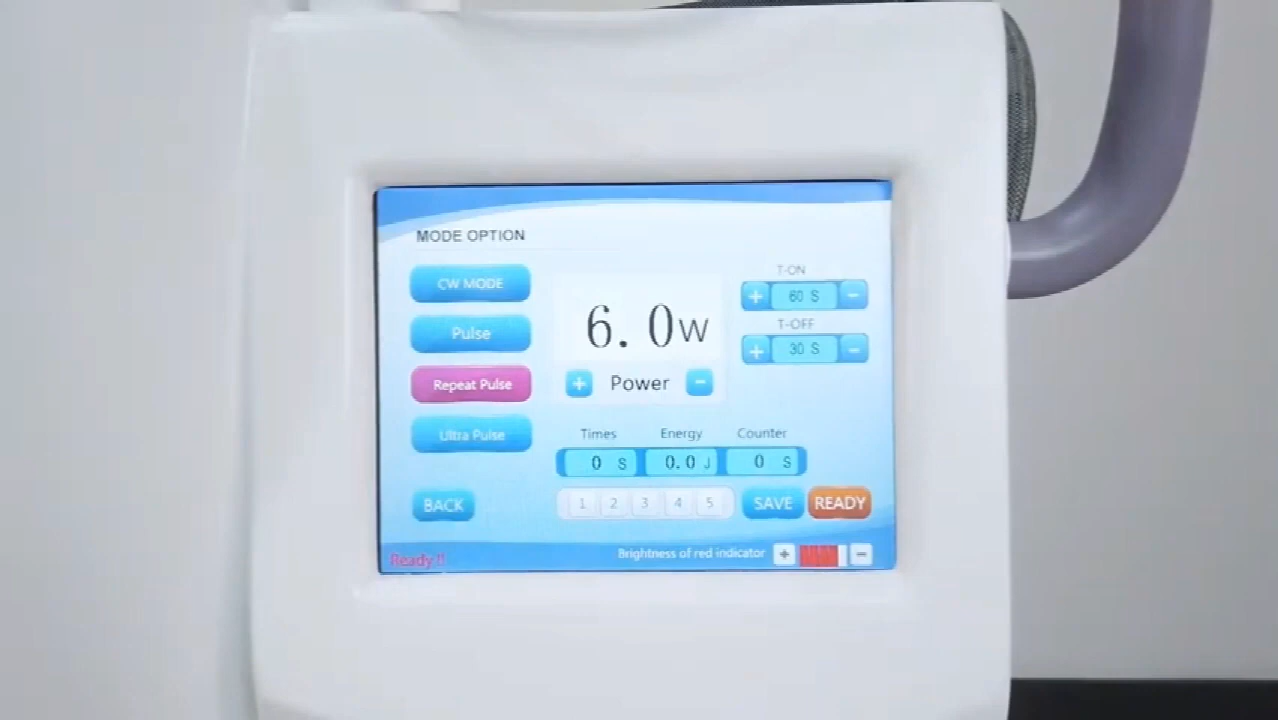 MODE OPTION
CW MODE
Pulse
Repeat Pulse
Ultra Pulse
BACK
6.0W
+ Power −
T-ON
+ 60 S −
T-OFF
+ 30 S −
Times Energy Counter
0 S 0.0 J 0 S
1 2 3 4 5 SAVE READY
Ready !! Brightness of red indicator + −